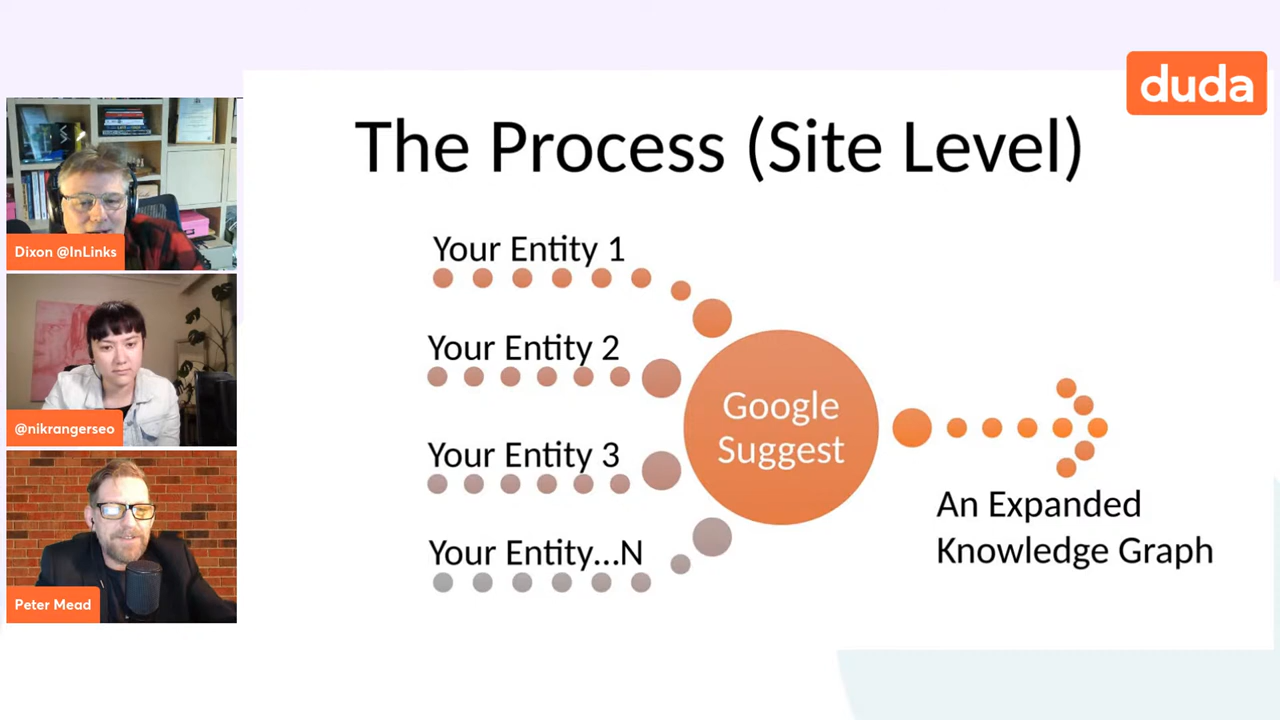 duda
The Process (Site Level)
Dixon @InLinks
@nikrangerseo
Peter Mead
Your Entity 1
Your Entity 2
Your Entity 3
Your Entity...N
Google
Suggest
An Expanded
Knowledge Graph